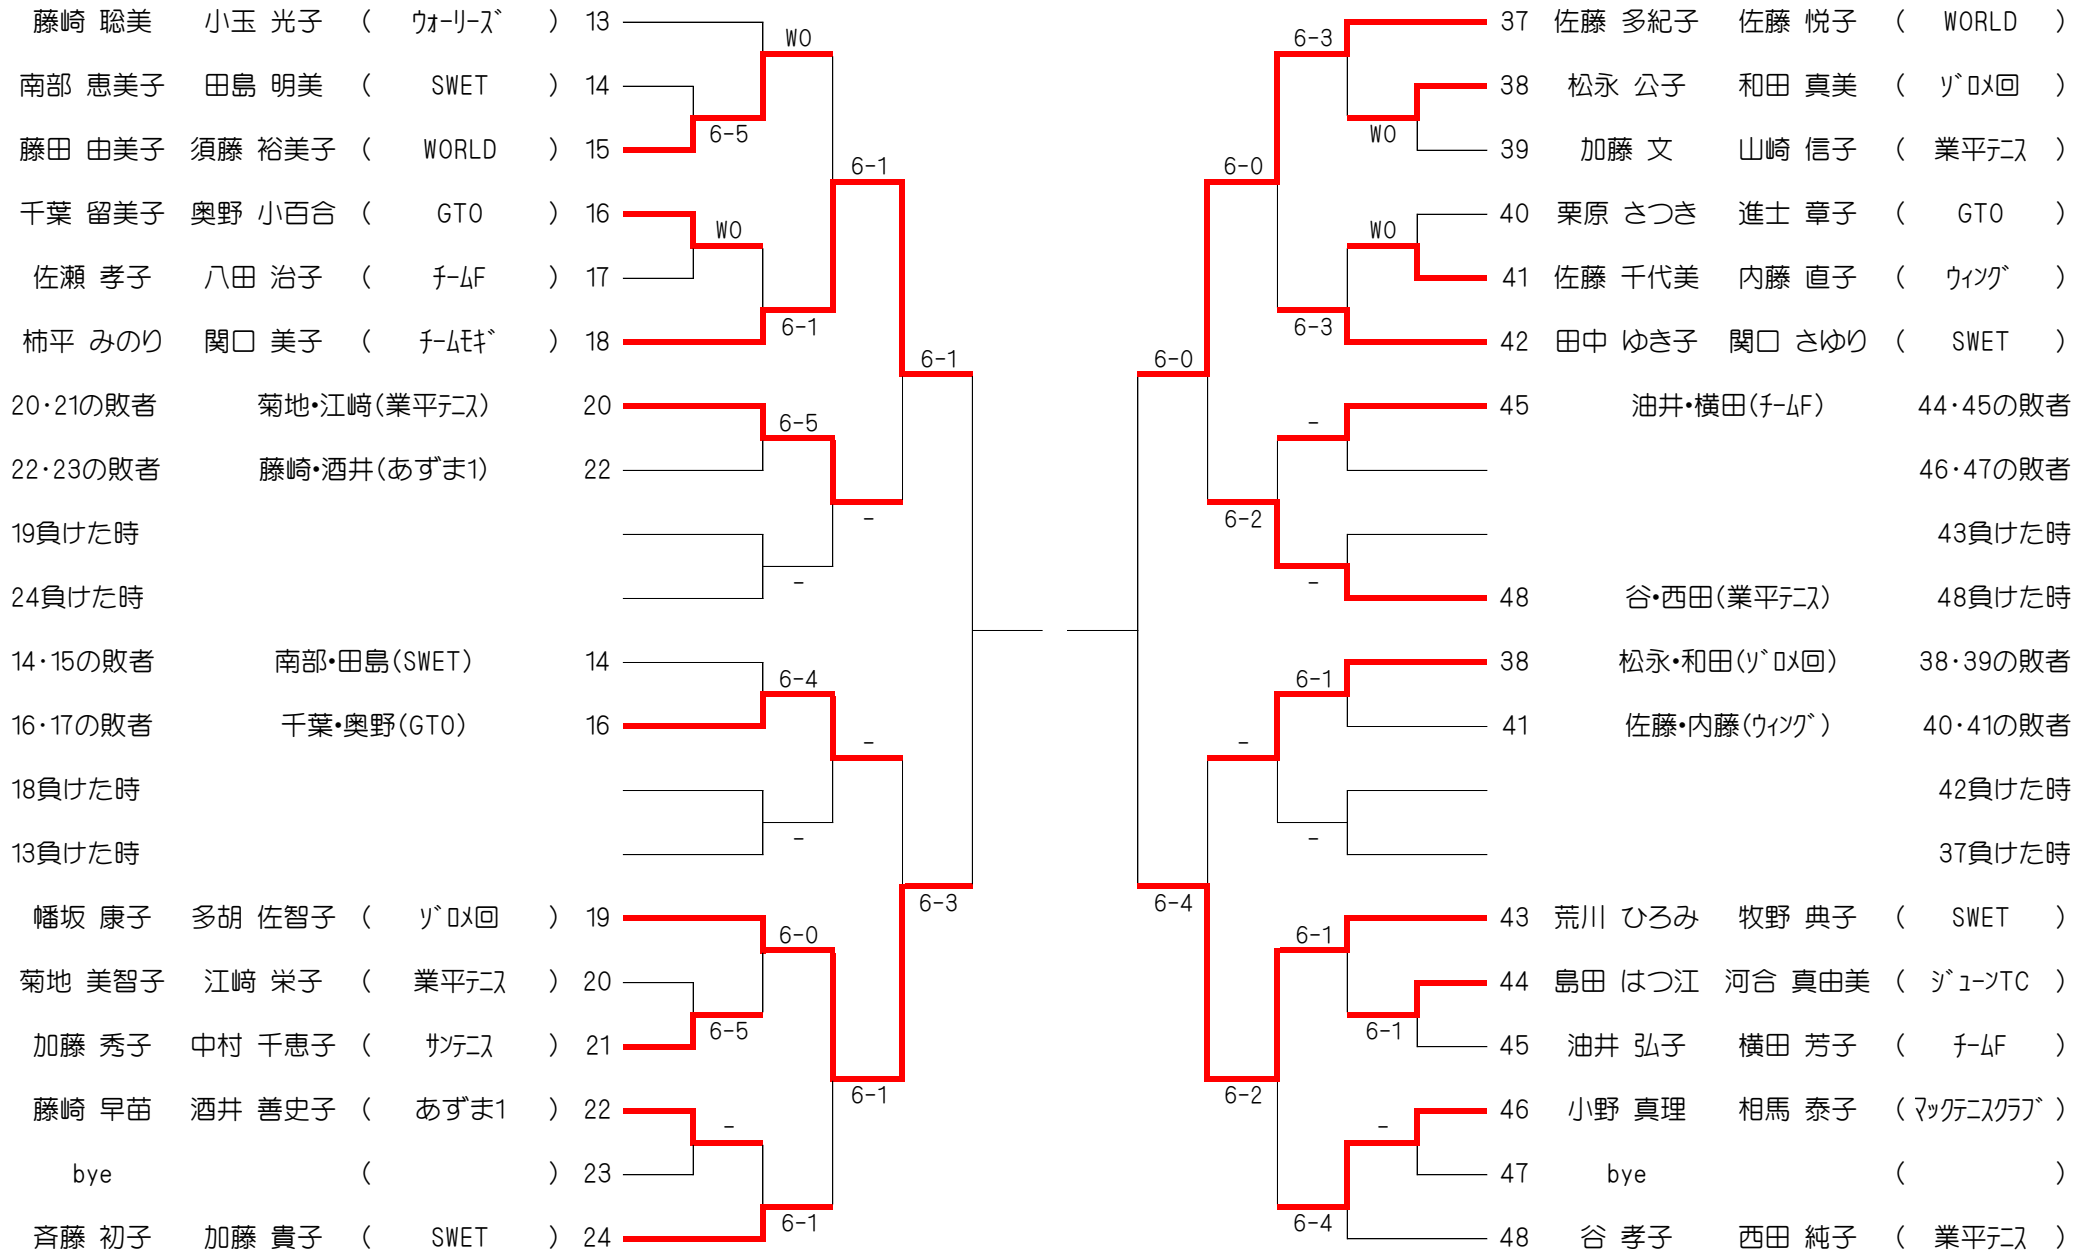 藤崎 聡美 小玉 光子 ( ｳｫｰﾘｰｽﾞ ) 13
WO
南部 恵美子 田島 明美 ( SWET ) 14
6-5
藤田 由美子 須藤 裕美子 ( WORLD ) 15
6-1
千葉 留美子 奥野 小百合 ( GTO ) 16
WO
佐瀬 孝子 八田 治子 ( ﾁｰﾑF ) 17
6-1
柿平 みのり 関口 美子 ( ﾁｰﾑﾓｷﾞ ) 18
6-1
20･21の敗者 菊地・江﨑(業平ﾃﾆｽ) 20
6-5
22･23の敗者 藤崎・酒井(あずま1) 22
-
19負けた時
-
24負けた時
14･15の敗者 南部・田島(SWET) 14
6-4
16･17の敗者 千葉・奥野(GTO) 16
-
18負けた時
-
13負けた時
6-3
幡坂 康子 多胡 佐智子 ( ｿﾞﾛﾒ回 ) 19
6-0
菊地 美智子 江﨑 栄子 ( 業平ﾃﾆｽ ) 20
6-5
加藤 秀子 中村 千恵子 ( ｻﾝﾃﾆｽ ) 21
6-1
藤崎 早苗 酒井 善史子 ( あずま1 ) 22
-
bye ( ) 23
6-1
斉藤 初子 加藤 貴子 ( SWET ) 24
37 佐藤 多紀子 佐藤 悦子 ( WORLD )
6-3
38 松永 公子 和田 真美 ( ｿﾞﾛﾒ回 )
WO
39 加藤 文 山崎 信子 ( 業平ﾃﾆｽ )
6-0
40 栗原 さつき 進士 章子 ( GTO )
WO
41 佐藤 千代美 内藤 直子 ( ｳｨﾝｸﾞ )
6-3
42 田中 ゆき子 関口 さゆり ( SWET )
6-0
45 油井・横田(ﾁｰﾑF) 44･45の敗者
-
46･47の敗者
6-2
43負けた時
-
48 谷・西田(業平ﾃﾆｽ) 48負けた時
38 松永・和田(ｿﾞﾛﾒ回) 38･39の敗者
6-1
41 佐藤・内藤(ｳｨﾝｸﾞ) 40･41の敗者
-
42負けた時
-
37負けた時
6-4
43 荒川 ひろみ 牧野 典子 ( SWET )
6-1
44 島田 はつ江 河合 真由美 ( ｼﾞｭｰﾝTC )
6-1
45 油井 弘子 横田 芳子 ( ﾁｰﾑF )
6-2
46 小野 真理 相馬 泰子 ( ﾏｯｸﾃﾆｽｸﾗﾌﾞ )
-
47 bye ( )
6-4
48 谷 孝子 西田 純子 ( 業平ﾃﾆｽ )